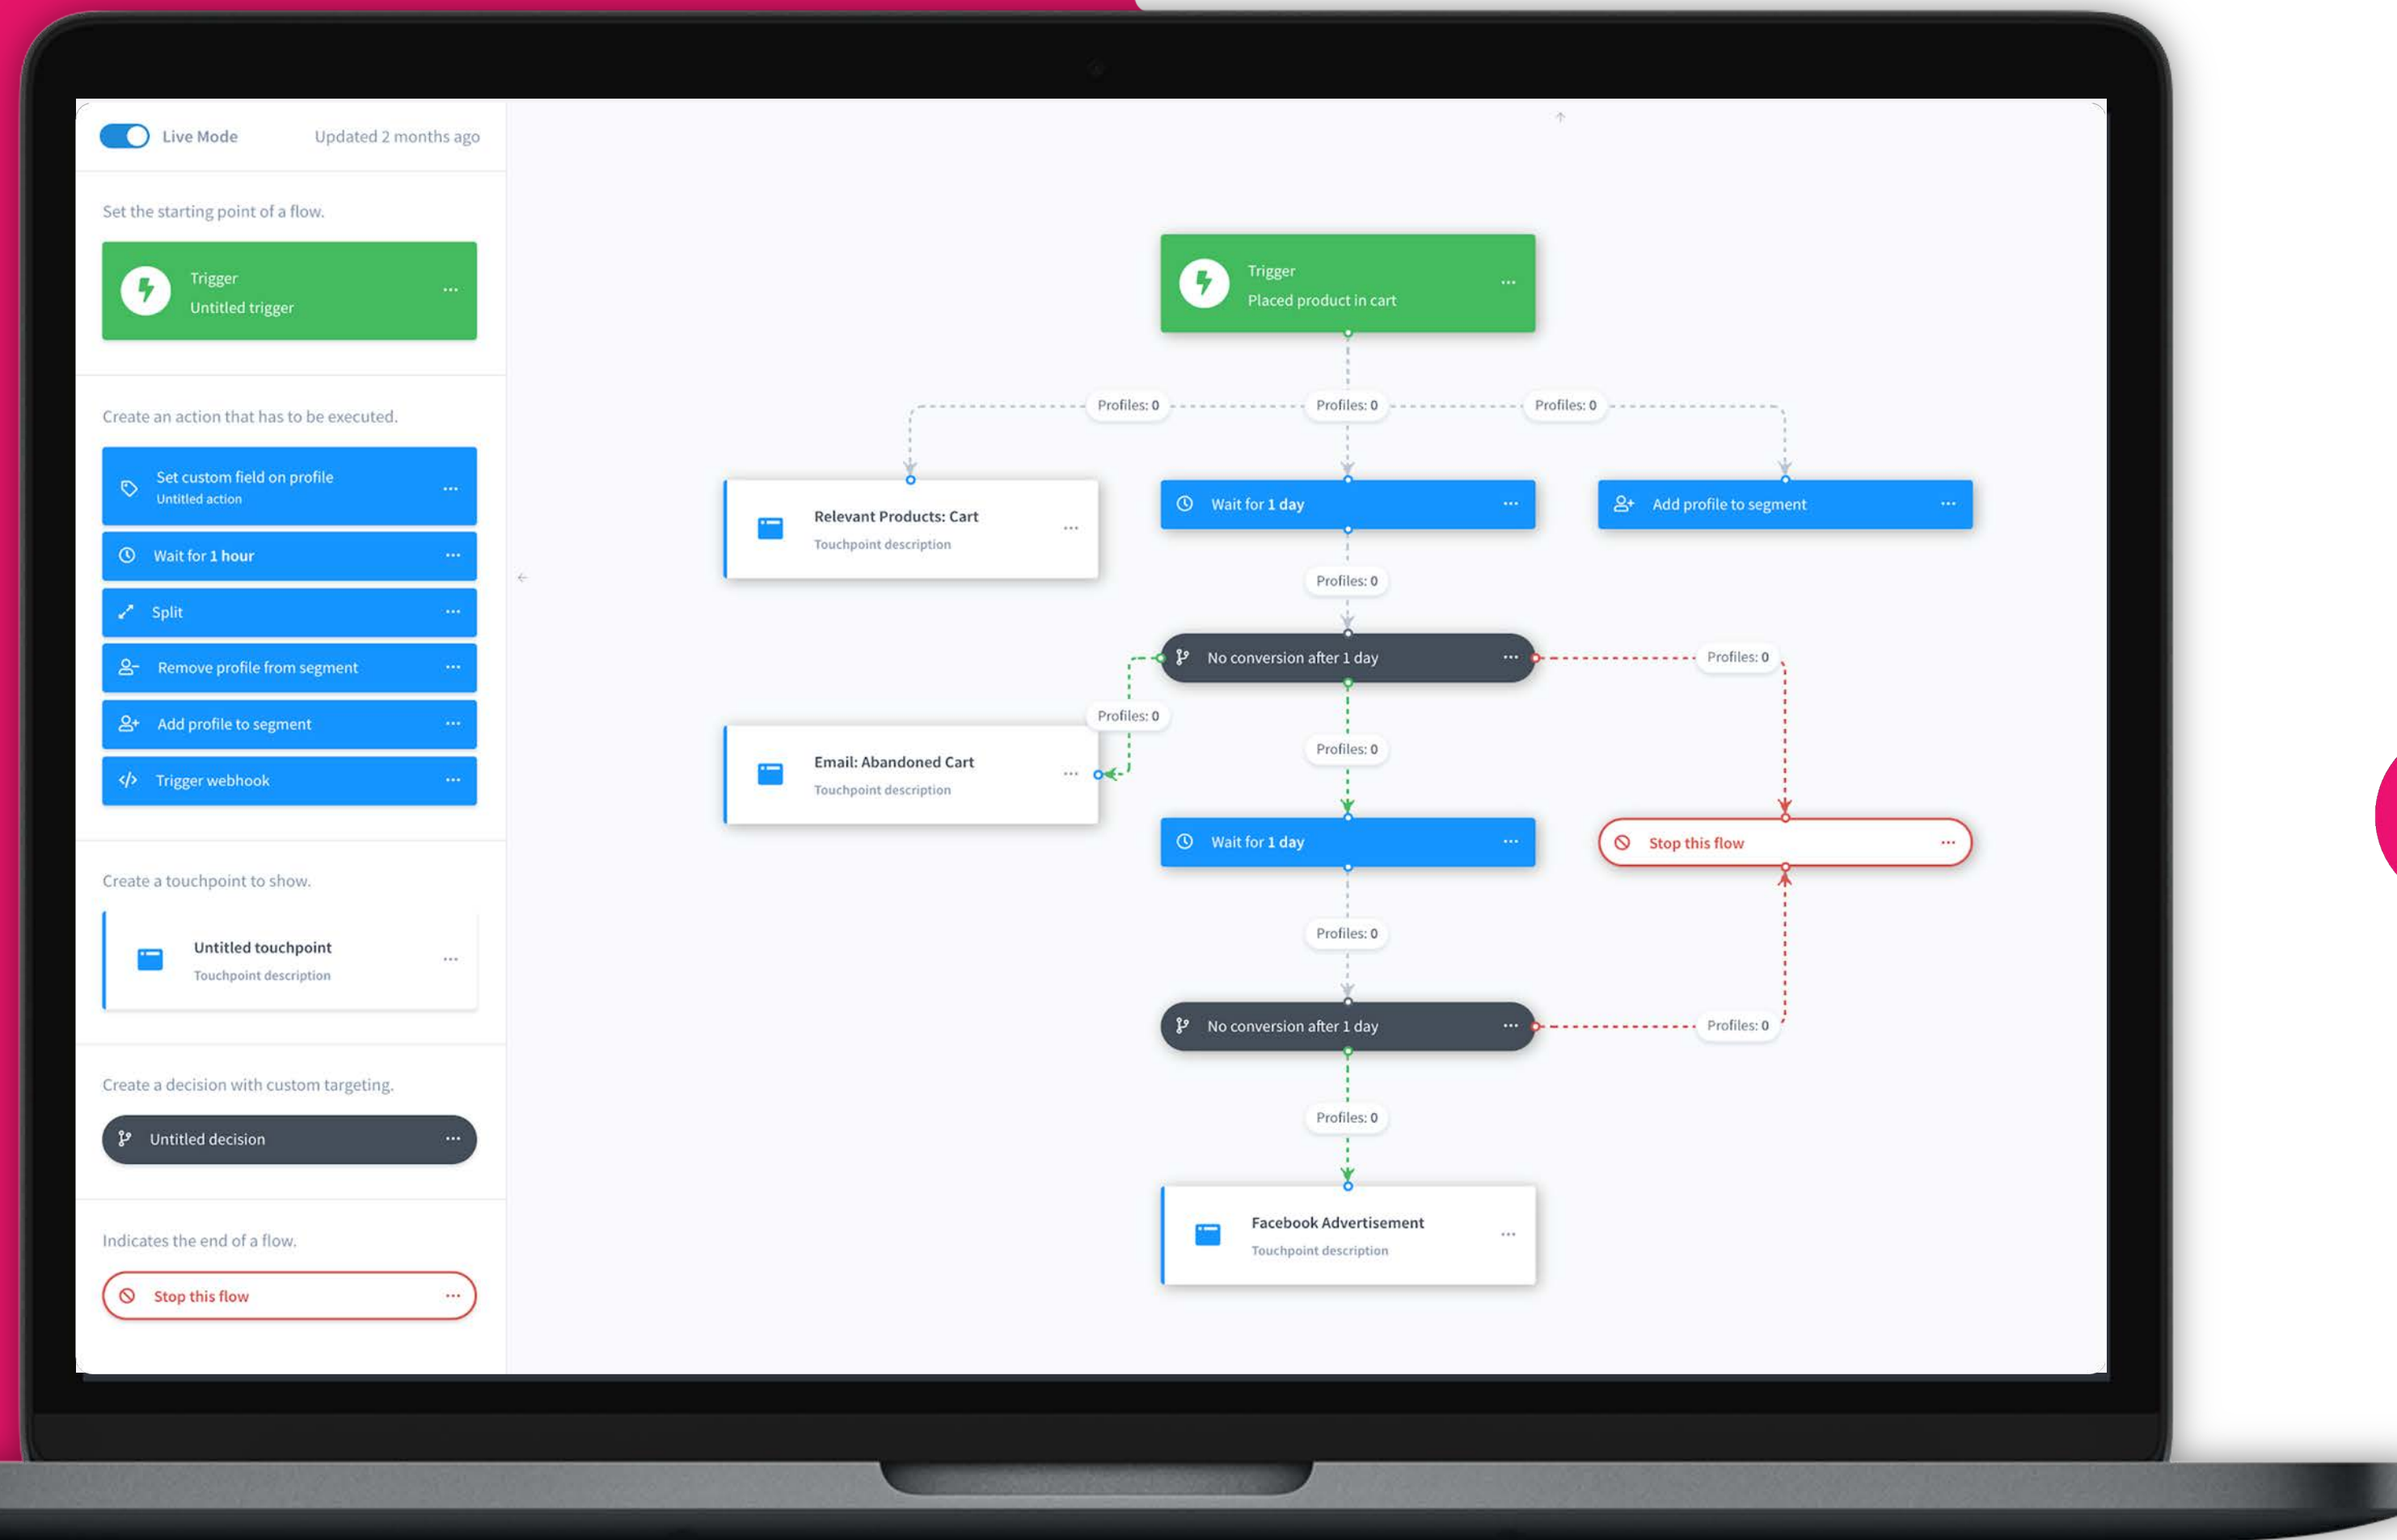 Live Mode
Updated 2 months ago
Set the starting point of a flow.
Trigger
Untitled trigger
Create an action that has to be executed.
Set custom field on profile
Untitled action
Wait for 1 hour
Split
Remove profile from segment
Add profile to segment
Trigger webhook
Create a touchpoint to show.
Untitled touchpoint
Touchpoint description
Create a decision with custom targeting.
Untitled decision
Indicates the end of a flow.
Stop this flow
Trigger
Placed product in cart
Profiles: 0
Profiles: 0
Profiles: 0
Relevant Products: Cart
Touchpoint description
Wait for 1 day
Add profile to segment
Profiles: 0
No conversion after 1 day
Profiles: 0
Profiles: 0
Profiles: 0
Email: Abandoned Cart
Touchpoint description
Wait for 1 day
Stop this flow
Profiles: 0
No conversion after 1 day
Profiles: 0
Profiles: 0
Facebook Advertisement
Touchpoint description